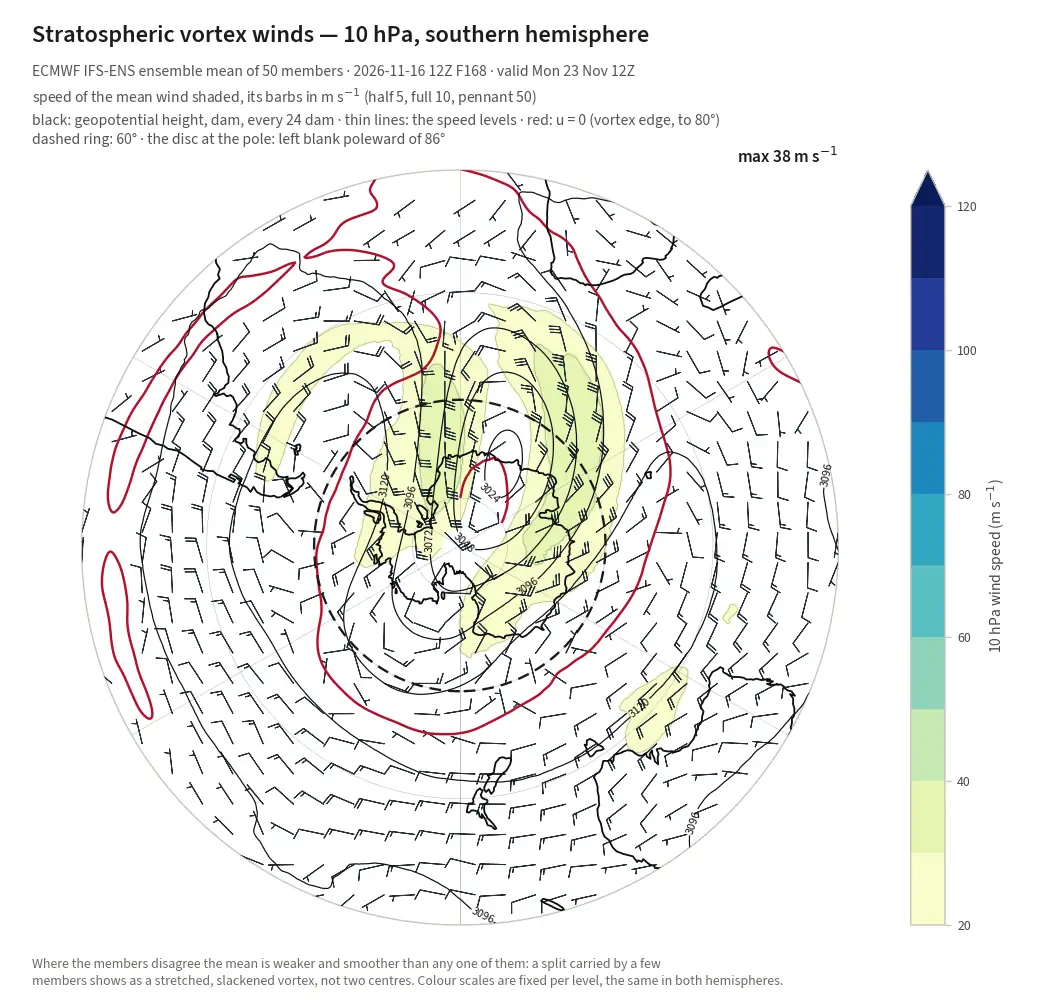 Stratospheric vortex winds — 10 hPa, southern hemisphere
ECMWF IFS-ENS ensemble mean of 50 members · 2026-11-16 12Z F168 · valid Mon 23 Nov 12Z
speed of the mean wind shaded, its barbs in m s⁻¹ (half 5, full 10, pennant 50)
black: geopotential height, dam, every 24 dam · thin lines: the speed levels · red: u = 0 (vortex edge, to 80°)
dashed ring: 60° · the disc at the pole: left blank poleward of 86°
max 38 m s⁻¹
120
100
80
60
40
20
10 hPa wind speed (m s⁻¹)
3096
3120
3096
3024
3072
3048
3096
3120
3096
3096
Where the members disagree the mean is weaker and smoother than any one of them: a split carried by a few
members shows as a stretched, slackened vortex, not two centres. Colour scales are fixed per level, the same in both hemispheres.